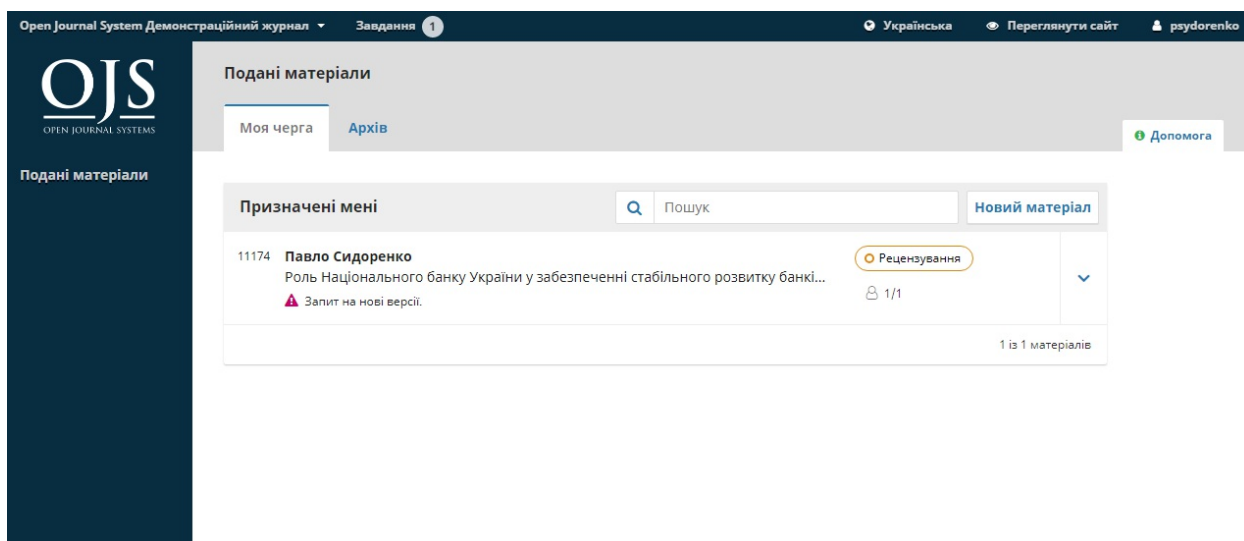 Open Journal System Демонстраційний журнал Завдання 1 Українська Переглянути сайт psydorenko
OJS
OPEN JOURNAL SYSTEMS
Подані матеріали
Моя черга Архів
Допомога
Подані матеріали
Призначені мені Пошук Новий матеріал
11174 Павло Сидоренко Рецензування
Роль Національного банку України у забезпеченні стабільного розвитку банкі...
Запит на нові версії. 1/1
1 із 1 матеріалів